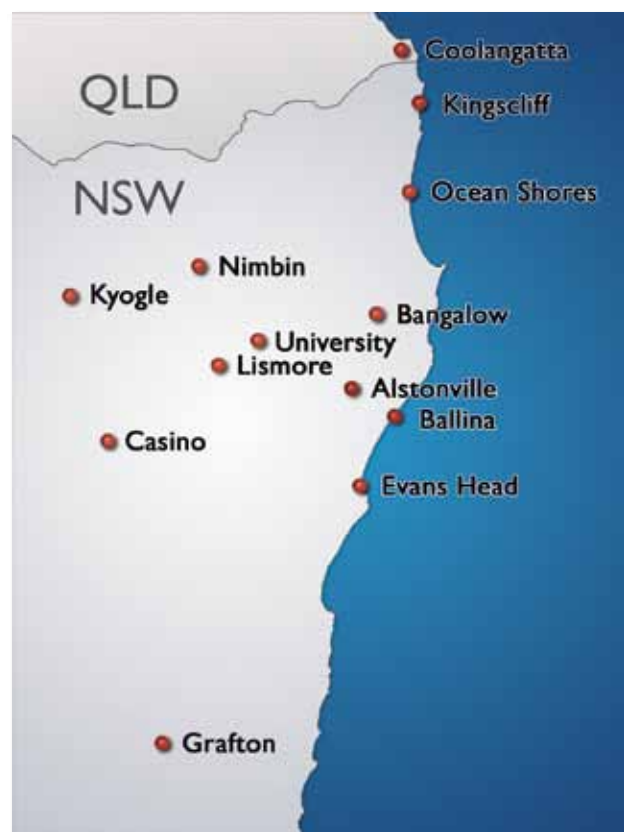 Coolangatta
QLD
Kingscliff
Ocean Shores
NSW
Nimbin
Kyogle
Bangalow
University
Lismore
Alstonville
Ballina
Casino
Evans Head
Grafton